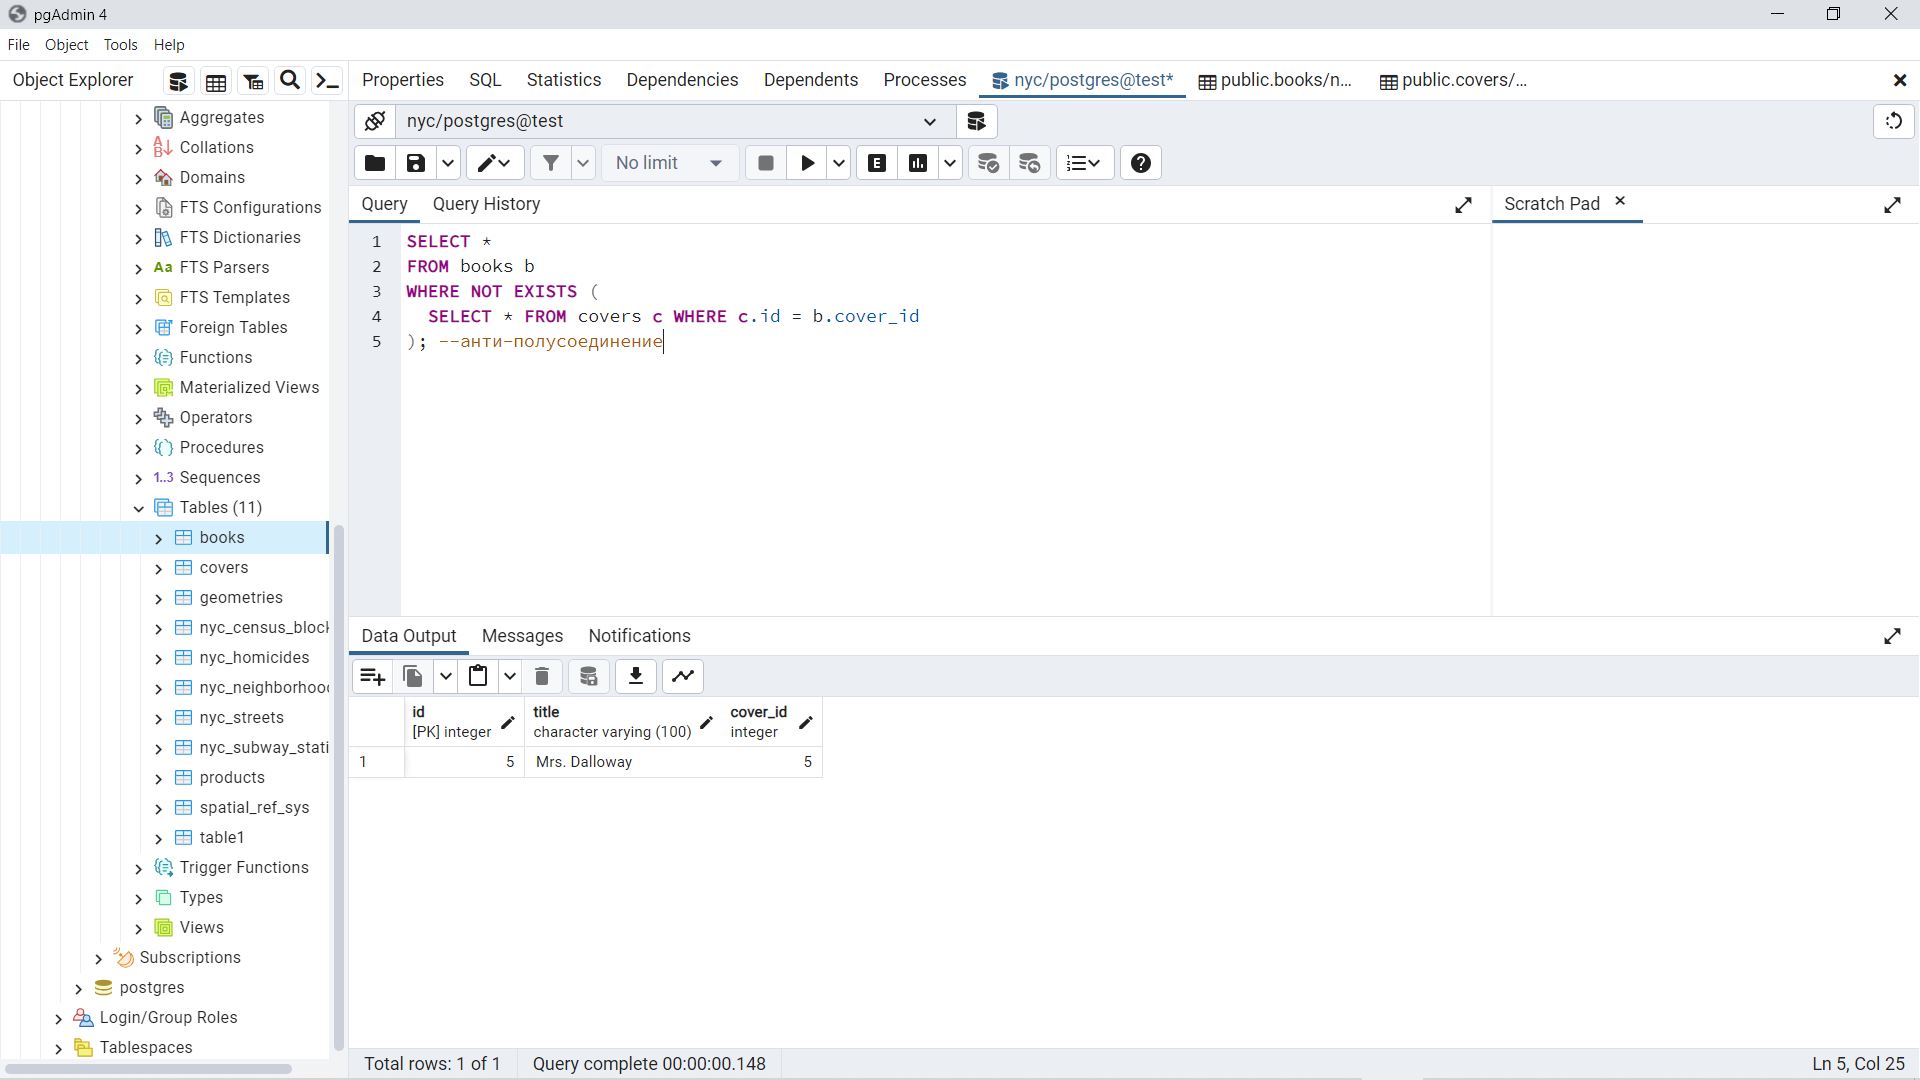 pgAdmin 4
File Object Tools Help
Object Explorer
Properties SQL Statistics Dependencies Dependents Processes nyc/postgres@test* public.books/n... public.covers/...
nyc/postgres@test
No limit
E
Query Query History
Scratch Pad
1 SELECT *
2 FROM books b
3 WHERE NOT EXISTS (
4 SELECT * FROM covers c WHERE c.id = b.cover_id
5 ); --анти-полусоединение
Aggregates
Collations
Domains
FTS Configurations
FTS Dictionaries
Aa FTS Parsers
FTS Templates
Foreign Tables
Functions
Materialized Views
Operators
Procedures
1..3 Sequences
Tables (11)
books
covers
geometries
nyc_census_block
nyc_homicides
nyc_neighborhood
nyc_streets
nyc_subway_stati
products
spatial_ref_sys
table1
Trigger Functions
Types
Views
Subscriptions
postgres
Login/Group Roles
Tablespaces
Data Output Messages Notifications
id title cover_id
[PK] integer character varying (100) integer
1 5 Mrs. Dalloway 5
Total rows: 1 of 1 Query complete 00:00:00.148 Ln 5, Col 25